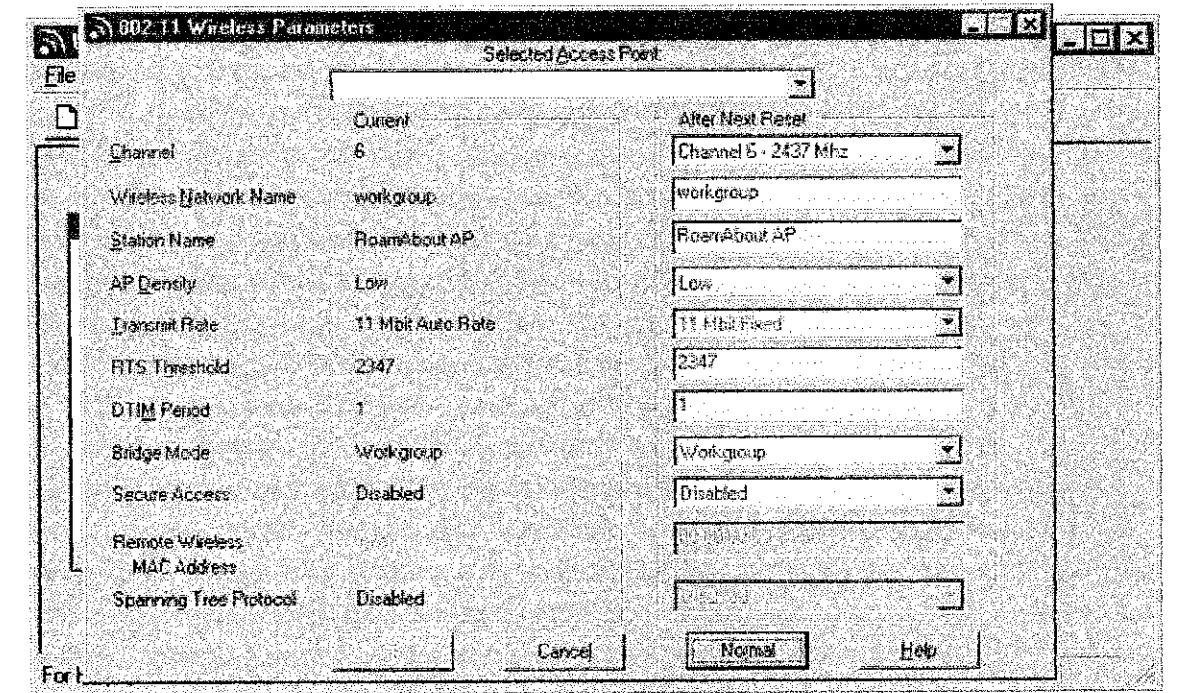 802.11 Wireless Parameters
Selected Access Point
File
Current
After Next Reset
Channel 6 Channel 6 - 2437 Mhz
Wireless Network Name workgroup workgroup
Station Name RoamAbout AP RoamAbout AP
AP Density Low Low
Transmit Rate 11 Mbit Auto Rate 11 Mbit Fixed
RTS Threshold 2347 2347
DTIM Period 1 1
Bridge Mode Workgroup Workgroup
Secure Access Disabled Disabled
Remote Wireless
MAC Address
Spanning Tree Protocol Disabled
Cancel Normal Help
For